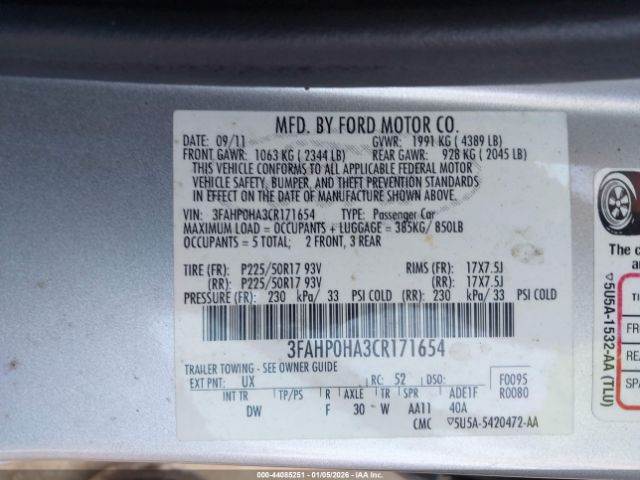 MFD. BY FORD MOTOR CO.
DATE: 09/11 GVWR: 1991 KG ( 4389 LB)
FRONT GAWR: 1063 KG ( 2344 LB) REAR GAWR: 928 KG ( 2045 LB)
THIS VEHICLE CONFORMS TO ALL APPLICABLE FEDERAL MOTOR
VEHICLE SAFETY, BUMPER, AND THEFT PREVENTION STANDARDS
IN EFFECT ON THE DATE OF MANUFACTURE SHOWN ABOVE.
VIN: 3FAHP0HA3CR171654 TYPE: Passenger Car
MAXIMUM LOAD = OCCUPANTS + LUGGAGE = 385KG/ 850LB
OCCUPANTS = 5 TOTAL; 2 FRONT, 3 REAR
TIRE (FR): P225/50R17 93V RIMS (FR): 17X7.5J
(RR): P225/50R17 93V (RR): 17X7.5J
PRESSURE (FR): 230 kPa/ 33 PSI COLD (RR): 230 kPa/33 PSI COLD
3FAHP0HA3CR171654
TRAILER TOWING - SEE OWNER GUIDE
EXT PNT: UX RC: 52 DSO: F0095
INT TR TP/PS R AXLE TR SPR ADE1F R0080
DW F 30 W AA11 40A
CMC ▽5U5A-5420472-AA
The c
an
TI
FR
REA
SPA
▽5U5A-1532-AA (TLU)
000-44085251 | 01/05/2026 - IAA Inc. |